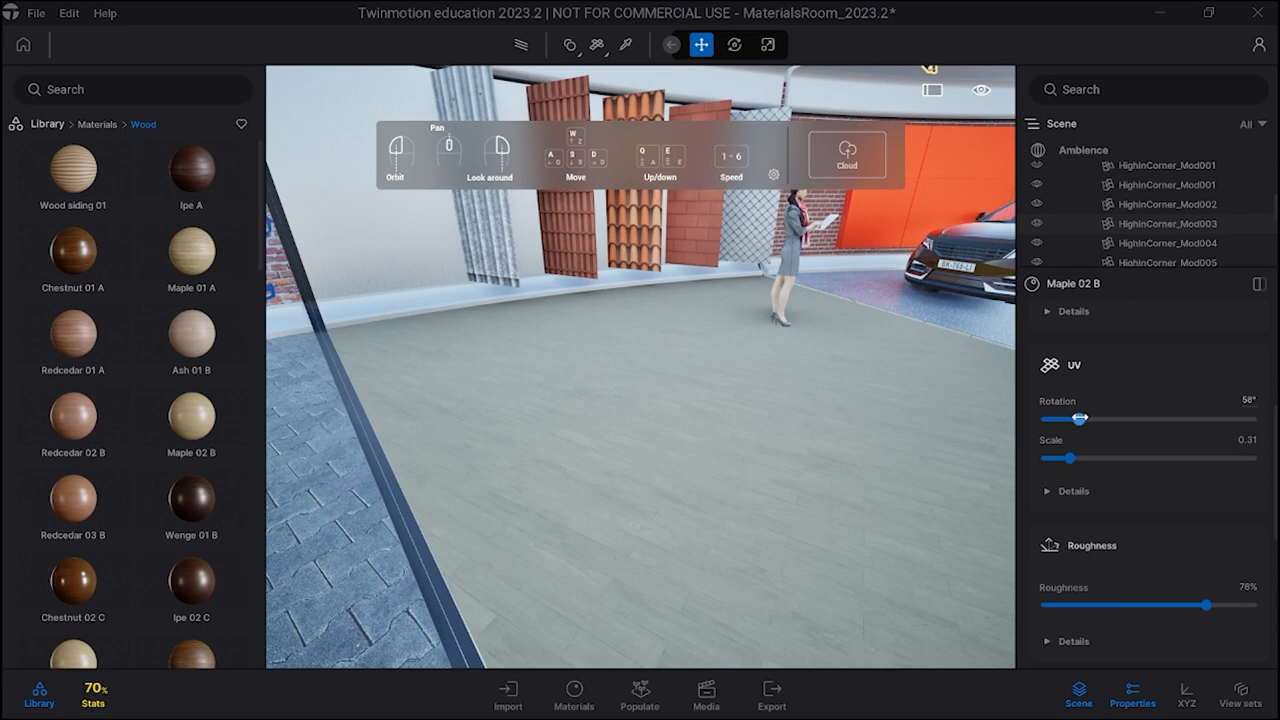 File Edit Help
Twinmotion education 2023.2 | NOT FOR COMMERCIAL USE - MaterialsRoom_2023.2*
Search
Library > Materials > Wood
Wood siding 01
Ipe A
Chestnut 01 A
Maple 01 A
Redcedar 01 A
Ash 01 B
Redcedar 02 B
Maple 02 B
Redcedar 03 B
Wenge 01 B
Chestnut 02 C
Ipe 02 C
Library
70%
Stats
Pan
Orbit
Look around
W
Z
A
Q
S
D
Move
Q
A
E
E
Up/down
1 - 6
Speed
Cloud
BK-768-LI
Import
Materials
Populate
Media
Export
Search
Scene
All
Ambience
HighInCorner_Mod001
HighInCorner_Mod001
HighInCorner_Mod002
HighInCorner_Mod003
HighInCorner_Mod004
HighInCorner_Mod005
Maple 02 B
Details
UV
Rotation 58°
Scale 0.31
Details
Roughness
Roughness 78%
Details
Scene
Properties
XYZ
View sets